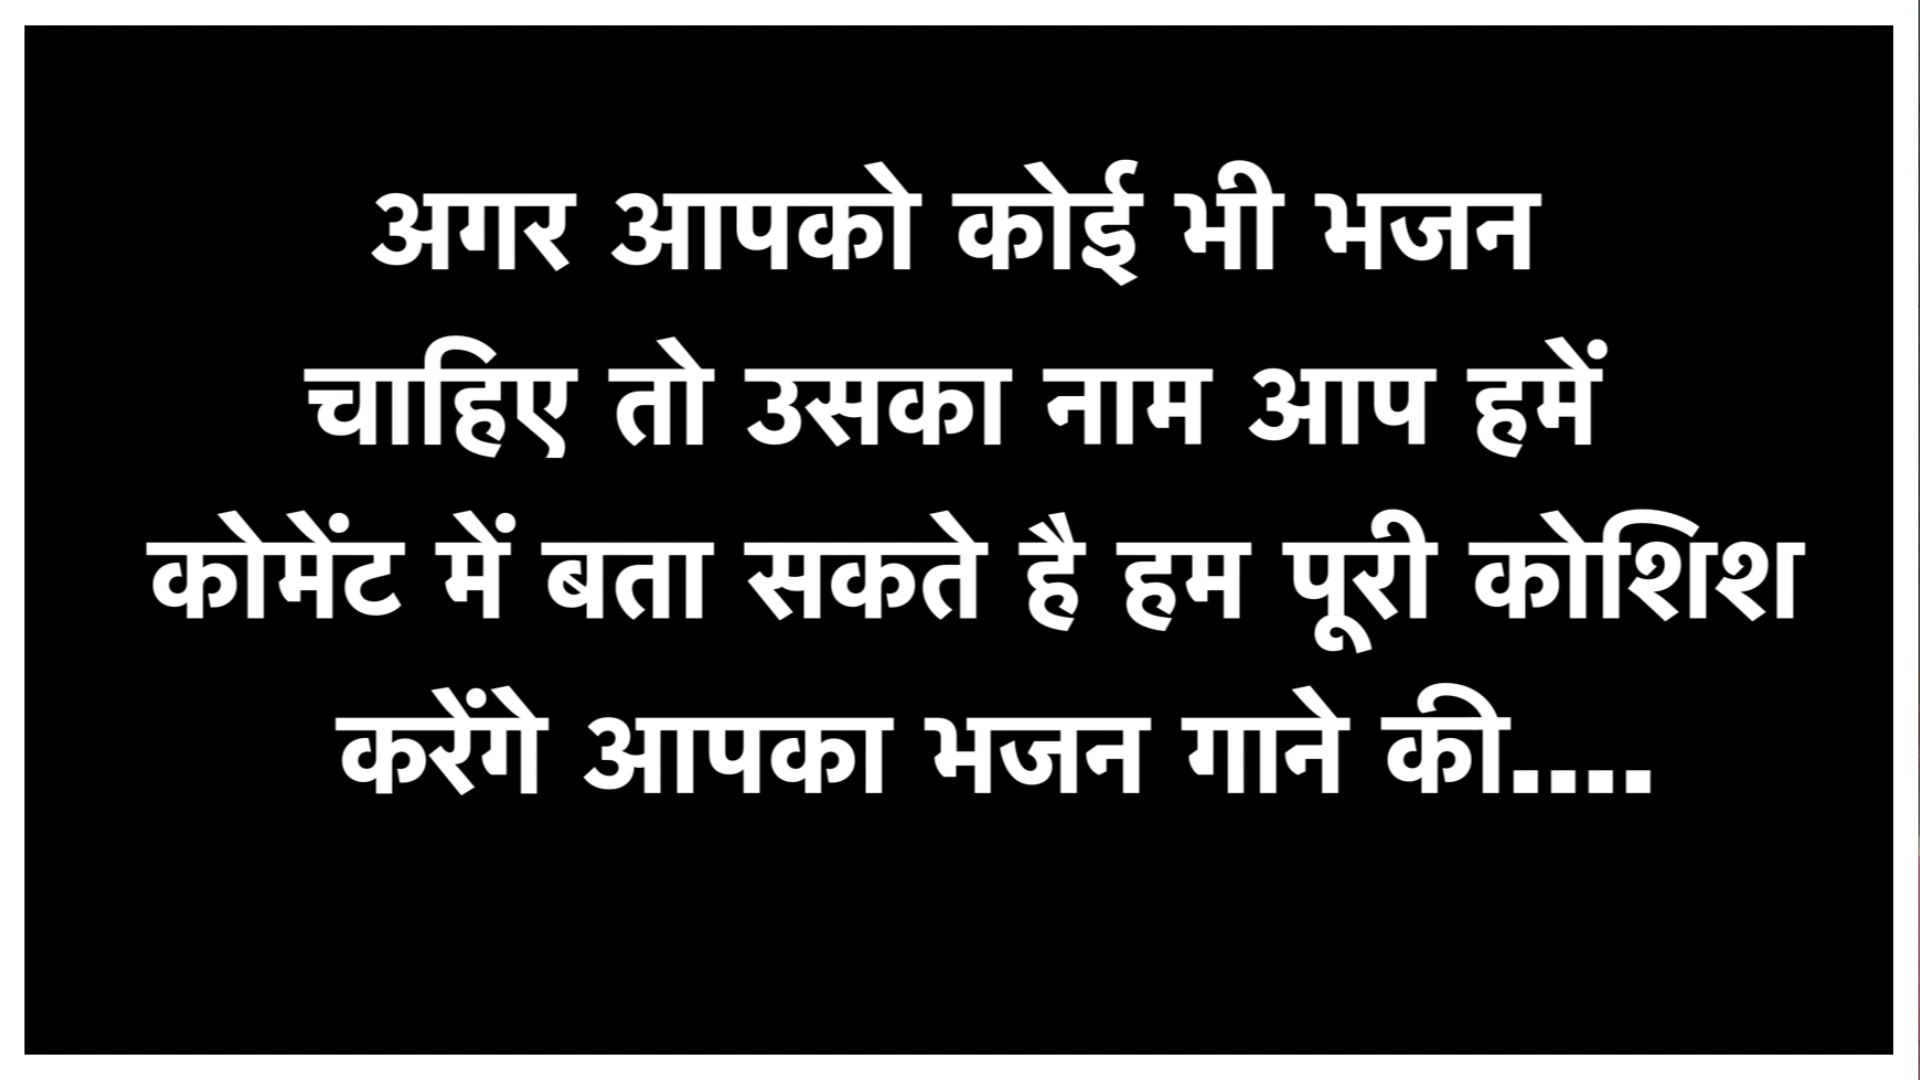 अगर आपको कोई भी भजन
चाहिए तो उसका नाम आप हमें
कोमेंट में बता सकते है हम पूरी कोशिश
करेंगे आपका भजन गाने की....